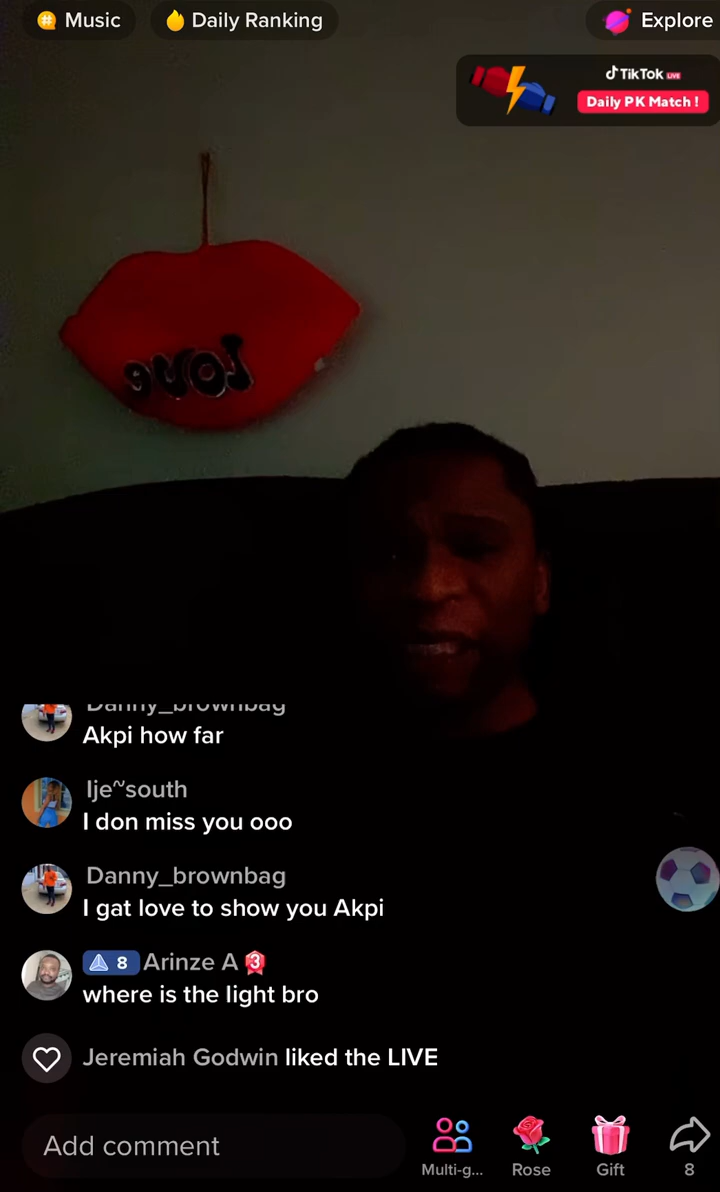 Music
Daily Ranking
Explore
TikTok LIVE
Daily PK Match !
Love
Danny_brownbag
Akpi how far
Ije~south
I don miss you ooo
Danny_brownbag
I gat love to show you Akpi
8 Arinze A 3
where is the light bro
Jeremiah Godwin liked the LIVE
Add comment
Multi-g...
Rose
Gift
8